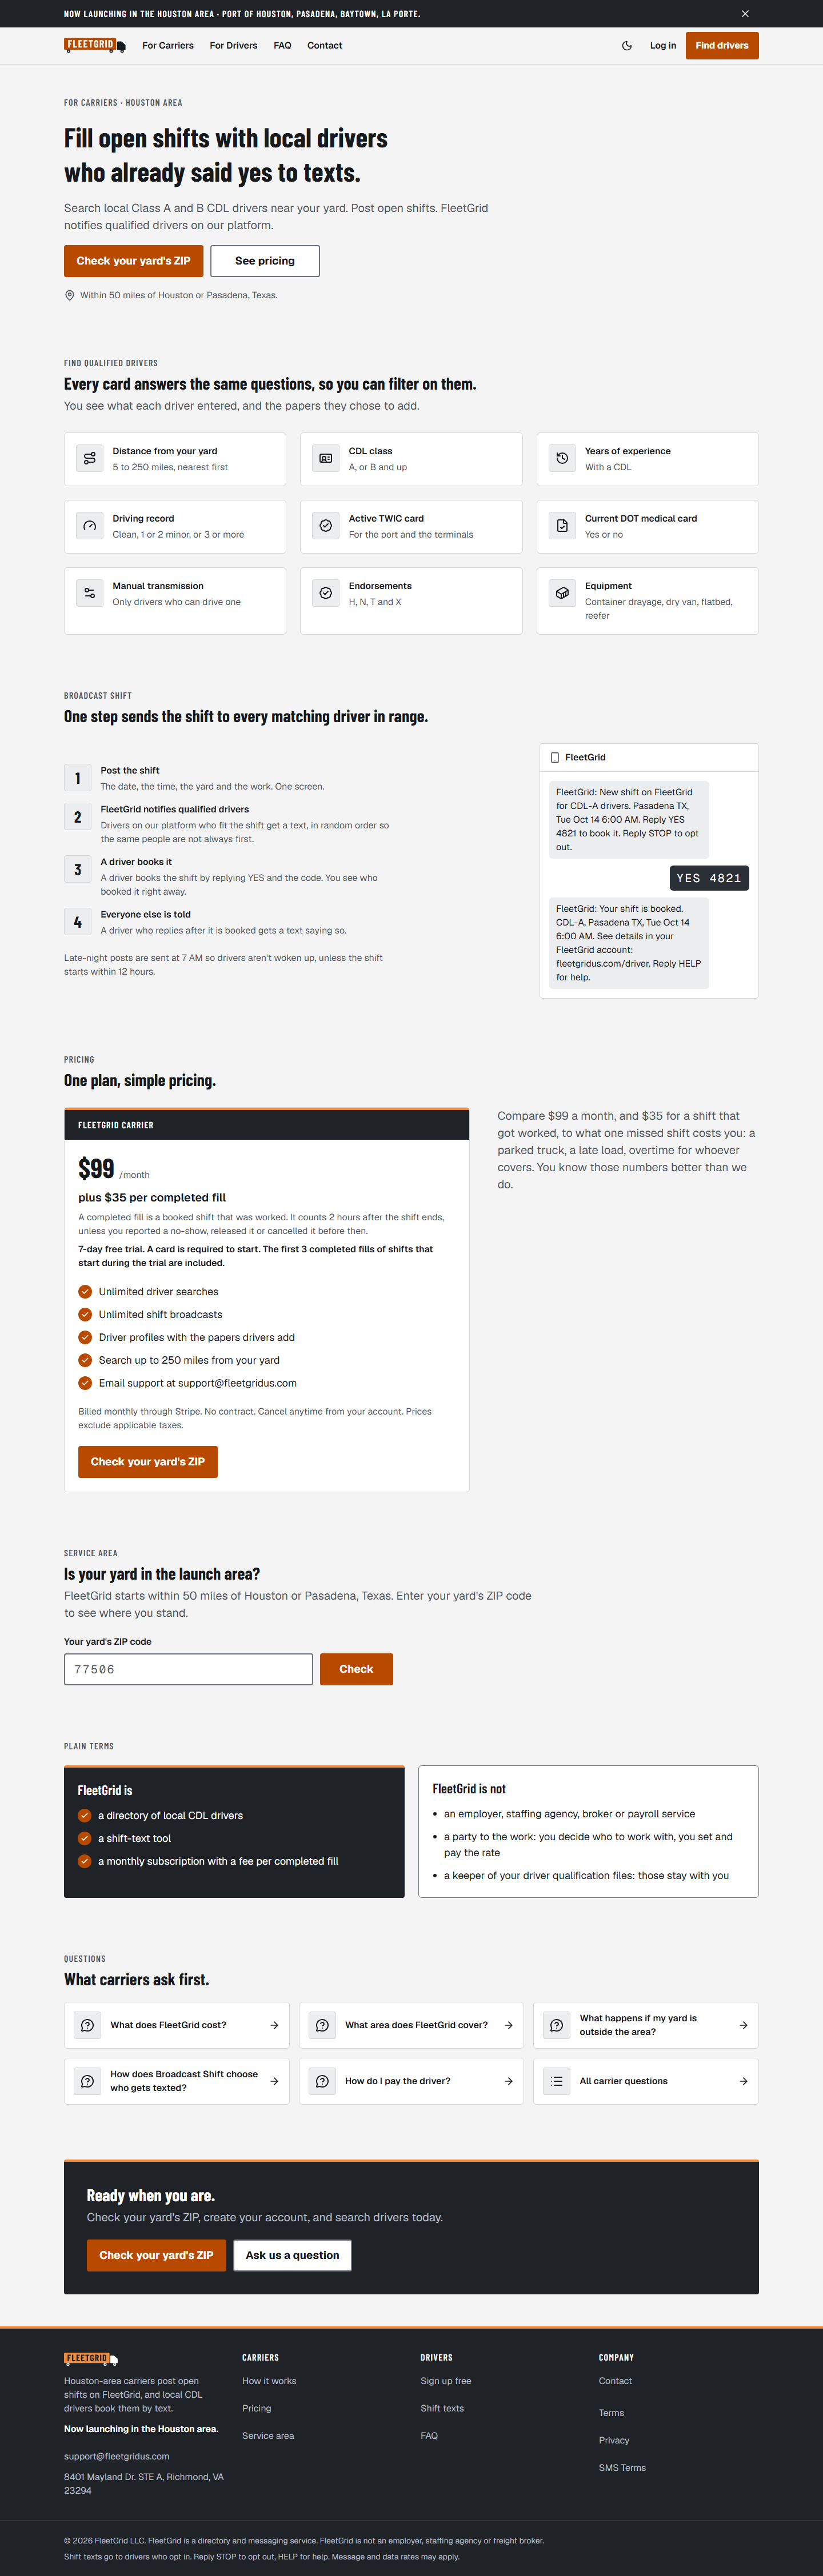 NOW LAUNCHING IN THE HOUSTON AREA · PORT OF HOUSTON, PASADENA, BAYTOWN, LA PORTE.
FLEETGRID
For Carriers
For Drivers
FAQ
Contact
Log in
Find drivers
FOR CARRIERS · HOUSTON AREA
Fill open shifts with local drivers
who already said yes to texts.
Search local Class A and B CDL drivers near your yard. Post open shifts. FleetGrid
notifies qualified drivers on our platform.
Check your yard's ZIP
See pricing
Within 50 miles of Houston or Pasadena, Texas.
FIND QUALIFIED DRIVERS
Every card answers the same questions, so you can filter on them.
You see what each driver entered, and the papers they chose to add.
Distance from your yard
5 to 250 miles, nearest first
CDL class
A, or B and up
Years of experience
With a CDL
Driving record
Clean, 1 or 2 minor, or 3 or more
Active TWIC card
For the port and the terminals
Current DOT medical card
Yes or no
Manual transmission
Only drivers who can drive one
Endorsements
H, N, T and X
Equipment
Container drayage, dry van, flatbed,
reefer
BROADCAST SHIFT
One step sends the shift to every matching driver in range.
1
Post the shift
The date, the time, the yard and the work. One screen.
2
FleetGrid notifies qualified drivers
Drivers on our platform who fit the shift get a text, in random order so
the same people are not always first.
3
A driver books it
A driver books the shift by replying YES and the code. You see who
booked it right away.
4
Everyone else is told
A driver who replies after it is booked gets a text saying so.
Late-night posts are sent at 7 AM so drivers aren't woken up, unless the shift
starts within 12 hours.
FleetGrid
FleetGrid: New shift on FleetGrid
for CDL-A drivers. Pasadena TX,
Tue Oct 14 6:00 AM. Reply YES
4821 to book it. Reply STOP to opt
out.
YES 4821
FleetGrid: Your shift is booked.
CDL-A, Pasadena TX, Tue Oct 14
6:00 AM. See details in your
FleetGrid account:
fleetgridus.com/driver. Reply HELP
for help.
PRICING
One plan, simple pricing.
FLEETGRID CARRIER
$99 /month
plus $35 per completed fill
A completed fill is a booked shift that was worked. It counts 2 hours after the shift ends,
unless you reported a no-show, released it or cancelled it before then.
7-day free trial. A card is required to start. The first 3 completed fills of shifts that
start during the trial are included.
Unlimited driver searches
Unlimited shift broadcasts
Driver profiles with the papers drivers add
Search up to 250 miles from your yard
Email support at support@fleetgridus.com
Billed monthly through Stripe. No contract. Cancel anytime from your account. Prices
exclude applicable taxes.
Check your yard's ZIP
Compare $99 a month, and $35 for a shift that
got worked, to what one missed shift costs you: a
parked truck, a late load, overtime for whoever
covers. You know those numbers better than we
do.
SERVICE AREA
Is your yard in the launch area?
FleetGrid starts within 50 miles of Houston or Pasadena, Texas. Enter your yard's ZIP code
to see where you stand.
Your yard's ZIP code
77506
Check
PLAIN TERMS
FleetGrid is
a directory of local CDL drivers
a shift-text tool
a monthly subscription with a fee per completed fill
FleetGrid is not
• an employer, staffing agency, broker or payroll service
• a party to the work: you decide who to work with, you set and
pay the rate
• a keeper of your driver qualification files: those stay with you
QUESTIONS
What carriers ask first.
What does FleetGrid cost?
What area does FleetGrid cover?
What happens if my yard is
outside the area?
How does Broadcast Shift choose
who gets texted?
How do I pay the driver?
All carrier questions
Ready when you are.
Check your yard's ZIP, create your account, and search drivers today.
Check your yard's ZIP
Ask us a question
FLEETGRID
Houston-area carriers post open
shifts on FleetGrid, and local CDL
drivers book them by text.
Now launching in the Houston area.
support@fleetgridus.com
8401 Mayland Dr. STE A, Richmond, VA
23294
CARRIERS
How it works
Pricing
Service area
DRIVERS
Sign up free
Shift texts
FAQ
COMPANY
Contact
Terms
Privacy
SMS Terms
© 2026 FleetGrid LLC. FleetGrid is a directory and messaging service. FleetGrid is not an employer, staffing agency or freight broker.
Shift texts go to drivers who opt in. Reply STOP to opt out, HELP for help. Message and data rates may apply.